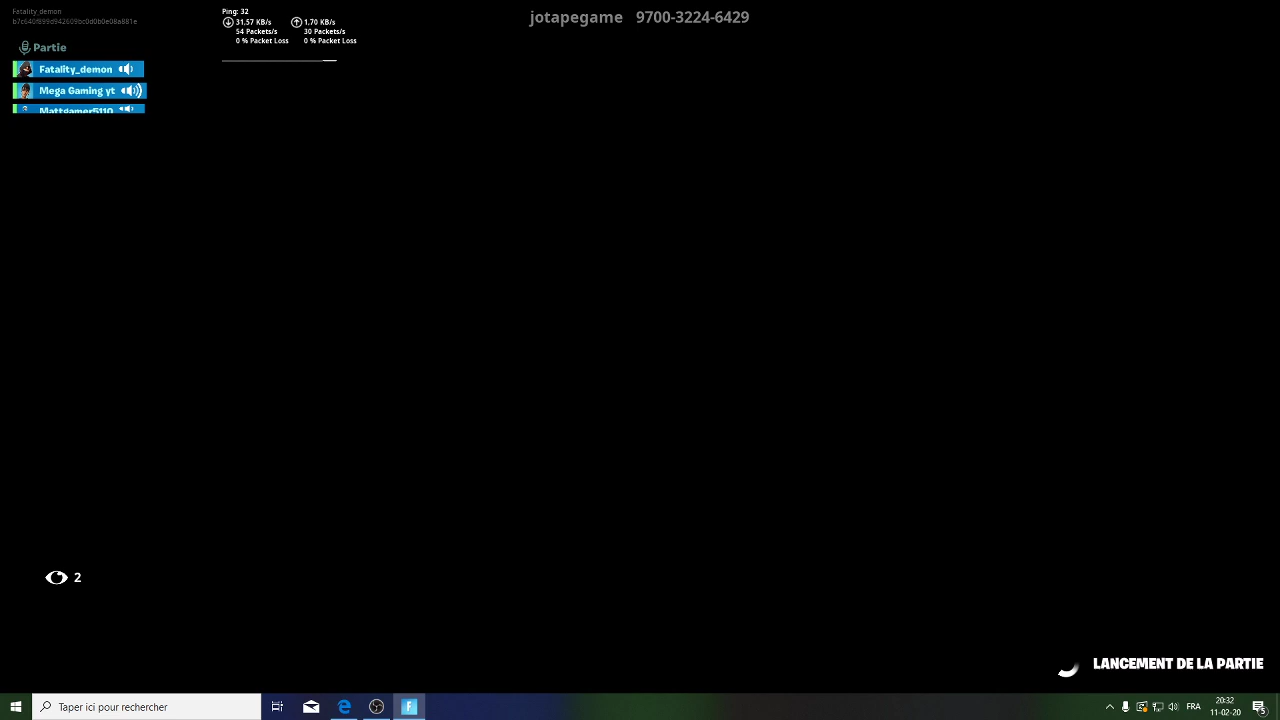 Fatality_demon
b7c640f899d942609bc0d0b0e08a881e
Partie
Fatality_demon
Mega Gaming yt
Mattgamer5110
Ping: 32
31.57 KB/s
54 Packets/s
0 % Packet Loss
1.70 KB/s
30 Packets/s
0 % Packet Loss
jotapegame 9700-3224-6429
2
LANCEMENT DE LA PARTIE
Taper ici pour rechercher
FRA
20:32
11-02-20